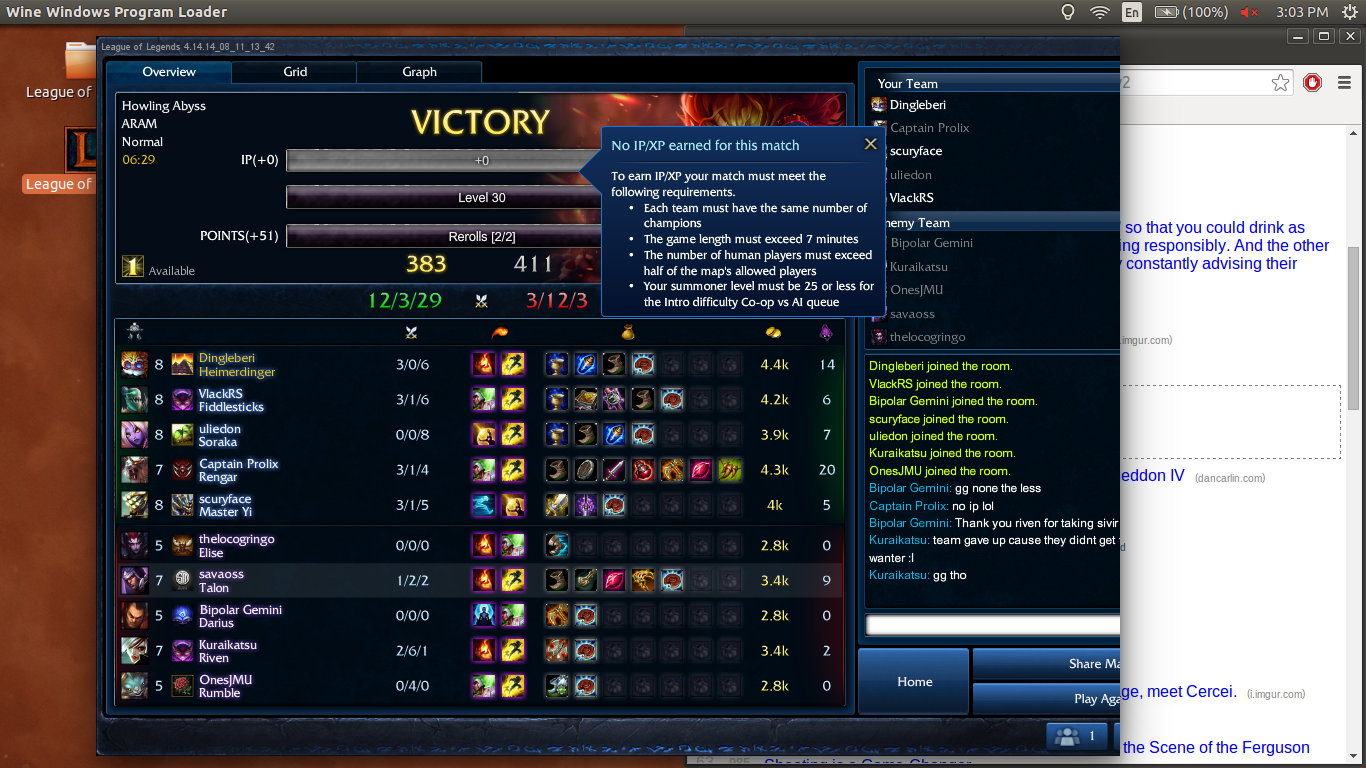 Wine Windows Program Loader
En
(100%)
3:03 PM
League of Legends 4.14.14_08_11_13_42
League of
League of
Overview
Grid
Graph
Howling Abyss
ARAM
Normal
06:29
VICTORY
IP(+0)
+0
Level 30
POINTS(+51)
Rerolls [2/2]
1 Available
383
411
12/3/29
3/12/3
No IP/XP earned for this match
To earn IP/XP your match must meet the
following requirements.
• Each team must have the same number of
champions
• The game length must exceed 7 minutes
• The number of human players must exceed
half of the map's allowed players
• Your summoner level must be 25 or less for
the Intro difficulty Co-op vs AI queue
8 Dingleberi 3/0/6 4.4k 14
Heimerdinger
8 VlackRS 3/1/6 4.2k 6
Fiddlesticks
8 uliedon 0/0/8 3.9k 7
Soraka
7 Captain Prolix 3/1/4 4.3k 20
Rengar
8 scuryface 3/1/5 4k 5
Master Yi
5 thelocogringo 0/0/0 2.8k 0
Elise
7 savaoss 1/2/2 3.4k 9
Talon
5 Bipolar Gemini 0/0/0 2.8k 0
Darius
7 Kuraikatsu 2/6/1 3.4k 2
Riven
5 OnesJMU 0/4/0 2.8k 0
Rumble
Your Team
Dingleberi
Captain Prolix
scuryface
uliedon
VlackRS
nemy Team
Bipolar Gemini
Kuraikatsu
OnesJMU
savaoss
thelocogringo
Dingleberi joined the room.
VlackRS joined the room.
Bipolar Gemini joined the room.
scuryface joined the room.
uliedon joined the room.
Kuraikatsu joined the room.
OnesJMU joined the room.
Bipolar Gemini: gg none the less
Captain Prolix: no ip lol
Bipolar Gemini: Thank you riven for taking sivir
Kuraikatsu: team gave up cause they didnt get
wanter :l
Kuraikatsu: gg tho
Home
Share Ma
Play Aga
1
so that you could drink as
ng responsibly. And the other
constantly advising their
imgur.com)
eddon IV (dancarlin.com)
ge, meet Cercei. (i.imgur.com)
the Scene of the Ferguson